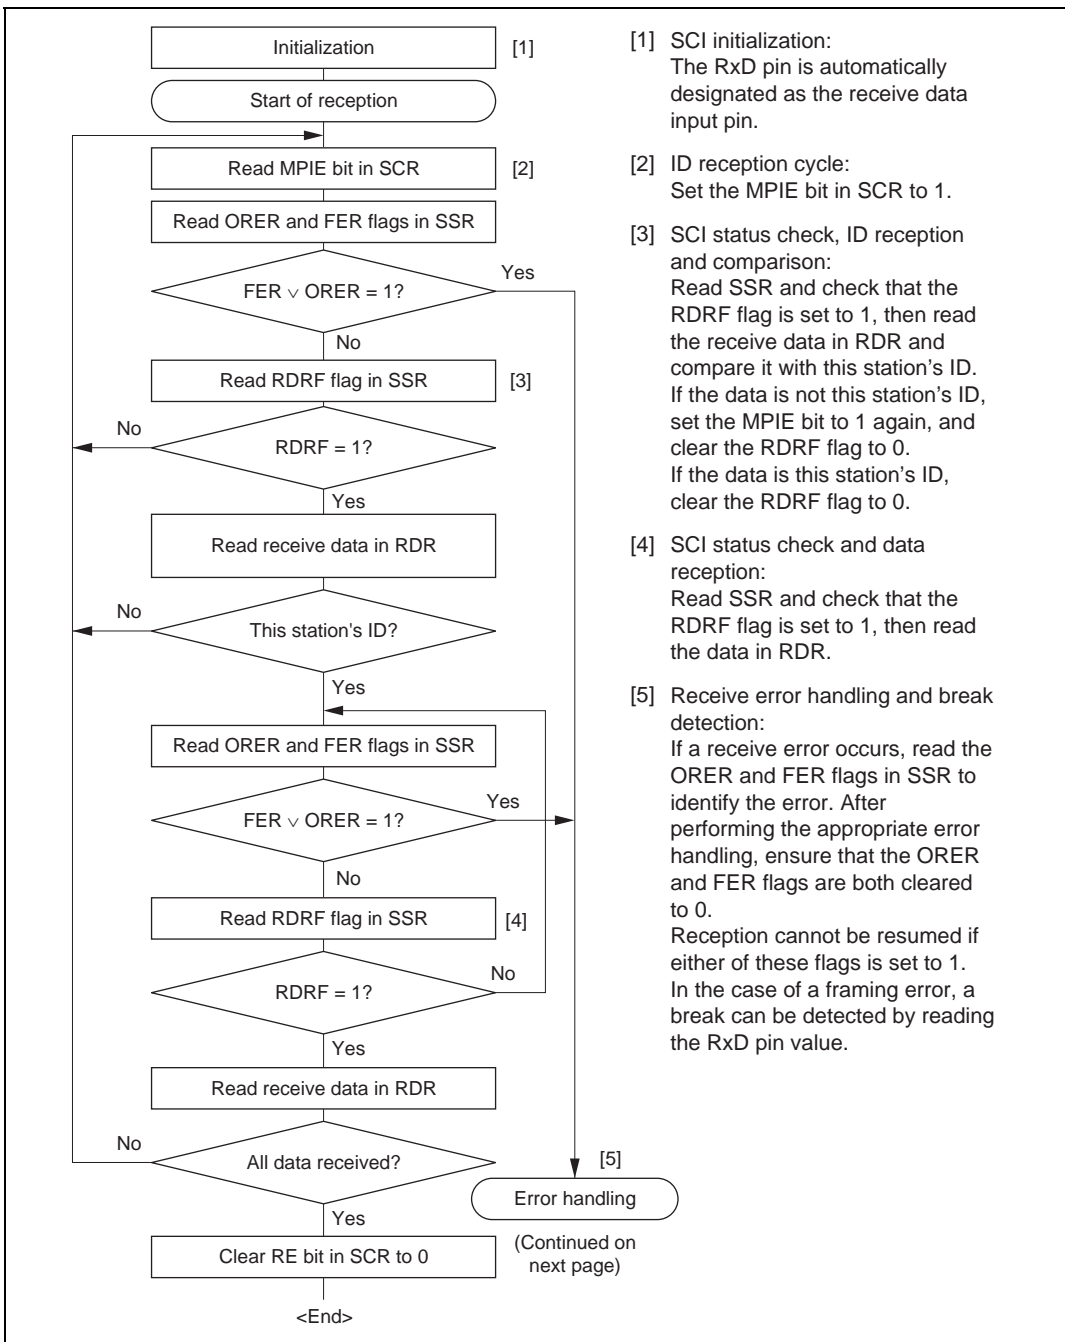 Initialization
[1]
Start of reception
Read MPIE bit in SCR
[2]
Read ORER and FER flags in SSR
FER ∨ ORER = 1?
Yes
No
Read RDRF flag in SSR
[3]
No
RDRF = 1?
Yes
Read receive data in RDR
No
This station's ID?
Yes
Read ORER and FER flags in SSR
FER ∨ ORER = 1?
Yes
No
Read RDRF flag in SSR
[4]
RDRF = 1?
No
Yes
Read receive data in RDR
No
All data received?
[5]
Error handling
(Continued on
next page)
Yes
Clear RE bit in SCR to 0
<End>
[1] SCI initialization:
The RxD pin is automatically
designated as the receive data
input pin.
[2] ID reception cycle:
Set the MPIE bit in SCR to 1.
[3] SCI status check, ID reception
and comparison:
Read SSR and check that the
RDRF flag is set to 1, then read
the receive data in RDR and
compare it with this station's ID.
If the data is not this station's ID,
set the MPIE bit to 1 again, and
clear the RDRF flag to 0.
If the data is this station's ID,
clear the RDRF flag to 0.
[4] SCI status check and data
reception:
Read SSR and check that the
RDRF flag is set to 1, then read
the data in RDR.
[5] Receive error handling and break
detection:
If a receive error occurs, read the
ORER and FER flags in SSR to
identify the error. After
performing the appropriate error
handling, ensure that the ORER
and FER flags are both cleared
to 0.
Reception cannot be resumed if
either of these flags is set to 1.
In the case of a framing error, a
break can be detected by reading
the RxD pin value.